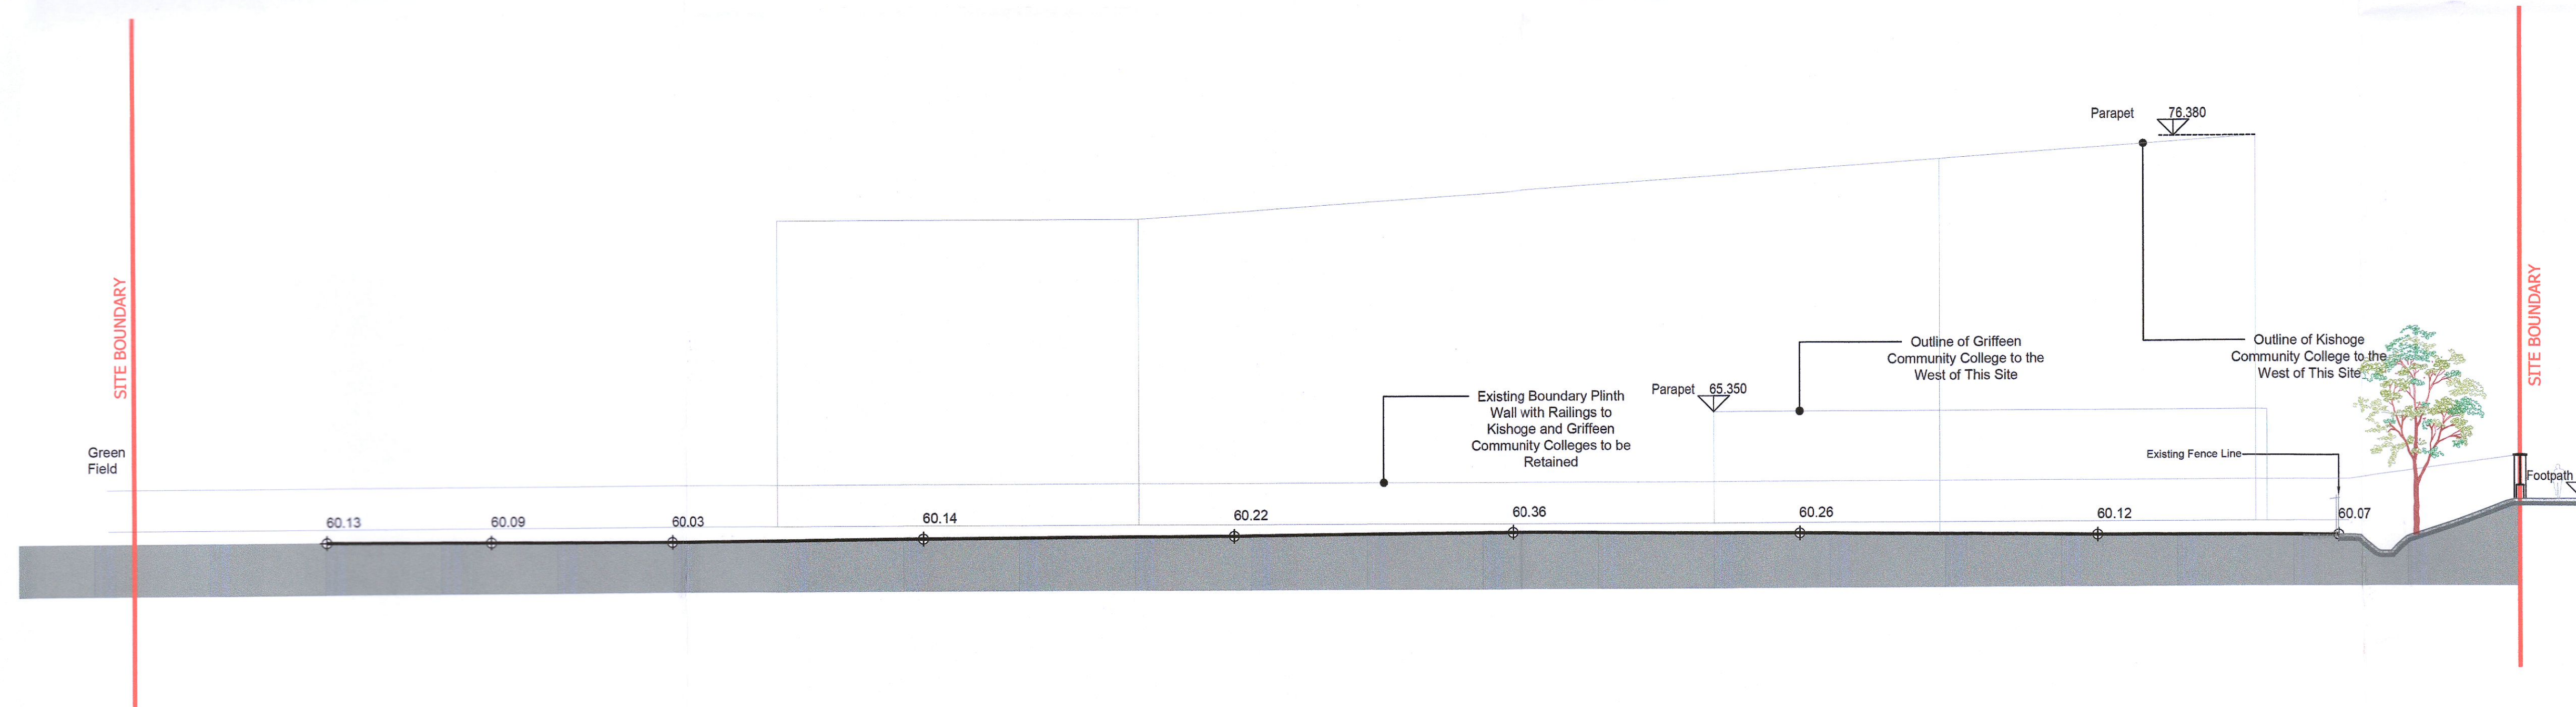 SITE BOUNDARY
Parapet 76.380
SITE BOUNDARY
Outline of Griffeen
Community College to the
West of This Site
Outline of Kishoge
Community College to the
West of This Site
Parapet 65.350
Existing Boundary Plinth
Wall with Railings to
Kishoge and Griffeen
Community Colleges to be
Retained
Green
Field
Existing Fence Line
Footpath
60.13
60.09
60.03
60.14
60.22
60.36
60.26
60.12
60.07